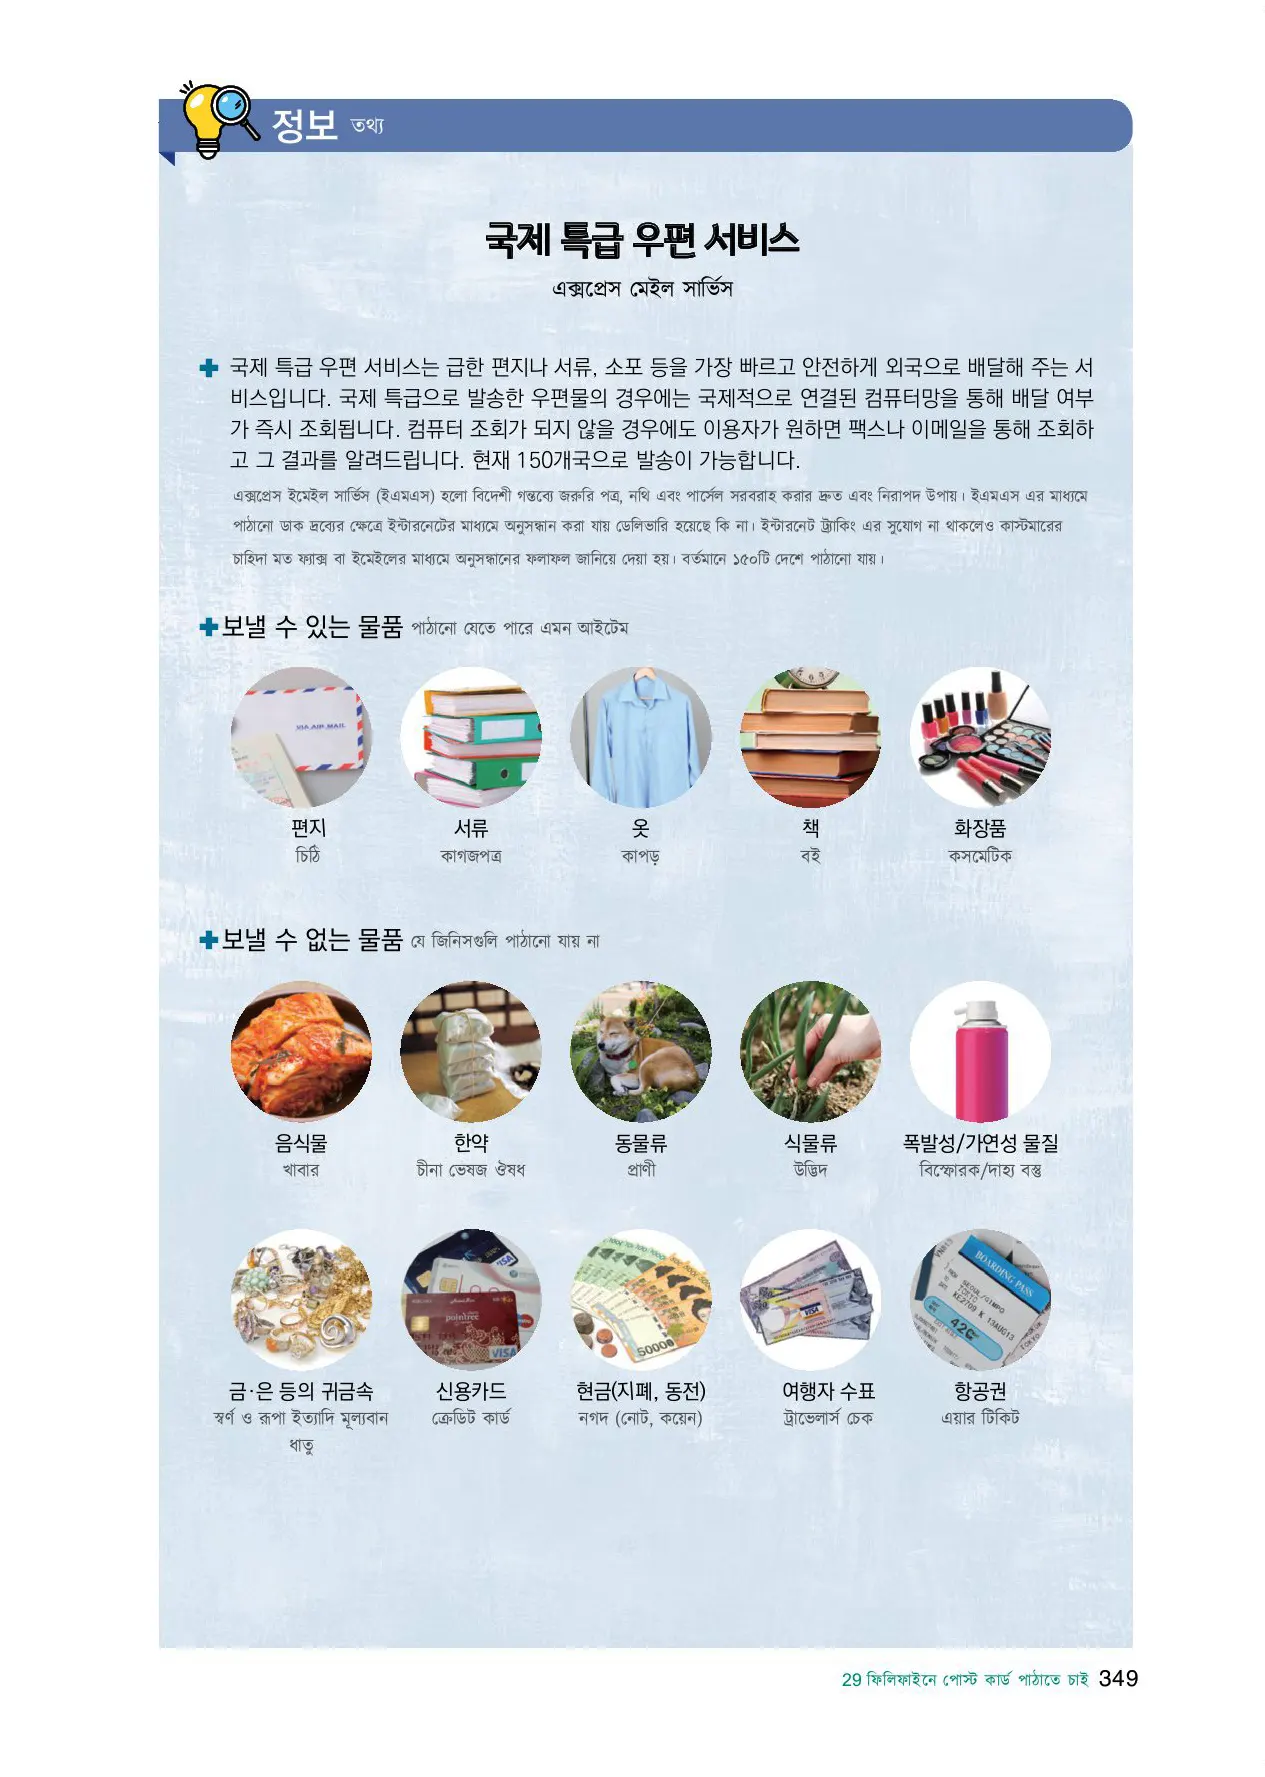 정보 তথ্য
국제 특급 우편 서비스
এক্সপ্রেস মেইল সার্ভিস
국제 특급 우편 서비스는 급한 편지나 서류, 소포 등을 가장 빠르고 안전하게 외국으로 배달해 주는 서
비스입니다. 국제 특급으로 발송한 우편물의 경우에는 국제적으로 연결된 컴퓨터망을 통해 배달 여부
가 즉시 조회됩니다. 컴퓨터 조회가 되지 않을 경우에도 이용자가 원하면 팩스나 이메일을 통해 조회하
고 그 결과를 알려드립니다. 현재 150개국으로 발송이 가능합니다.
এক্সপ্রেস ইমেইল সার্ভিস (ইএমএস) হলো বিদেশী গন্তব্যে জরুরি পত্র, নথি এবং পার্সেল সরবরাহ করার দ্রুত এবং নিরাপদ উপায়। ইএমএস এর মাধ্যমে
পাঠানো ডাক দ্রব্যের ক্ষেত্রে ইন্টারনেটের মাধ্যমে অনুসন্ধান করা যায় ডেলিভারি হয়েছে কি না। ইন্টারনেট ট্র্যাকিং এর সুযোগ না থাকলেও কাস্টমারের
চাহিদা মত ফ্যাক্স বা ইমেইলের মাধ্যমে অনুসন্ধানের ফলাফল জানিয়ে দেয়া হয়। বর্তমানে ১৫০টি দেশে পাঠানো যায়।
보낼 수 있는 물품 পাঠানো যেতে পারে এমন আইটেম
VIA AIR MAIL
편지 서류 옷 책 화장품
চিঠি কাগজপত্র কাপড় বই কসমেটিক
보낼 수 없는 물품 যে জিনিসগুলি পাঠানো যায় না
음식물 한약 동물류 식물류 폭발성/가연성 물질
খাবার চীনা ভেষজ ঔষধ প্রাণী উদ্ভিদ বিস্ফোরক/দাহ্য বস্তু
VISA
pointree
VISA
50000
VISA
BOARDING PASS
SEOUL/GIMPO
TOKYO
KE2709 K 13AUG13
42C
금·은 등의 귀금속 신용카드 현금(지폐, 동전) 여행자 수표 항공권
স্বর্ণ ও রূপা ইত্যাদি মূল্যবান ক্রেডিট কার্ড নগদ (নোট, কয়েন) ট্রাভেলার্স চেক এয়ার টিকিট
ধাতু
29 ফিলিফাইনে পোস্ট কার্ড পাঠাতে চাই 349